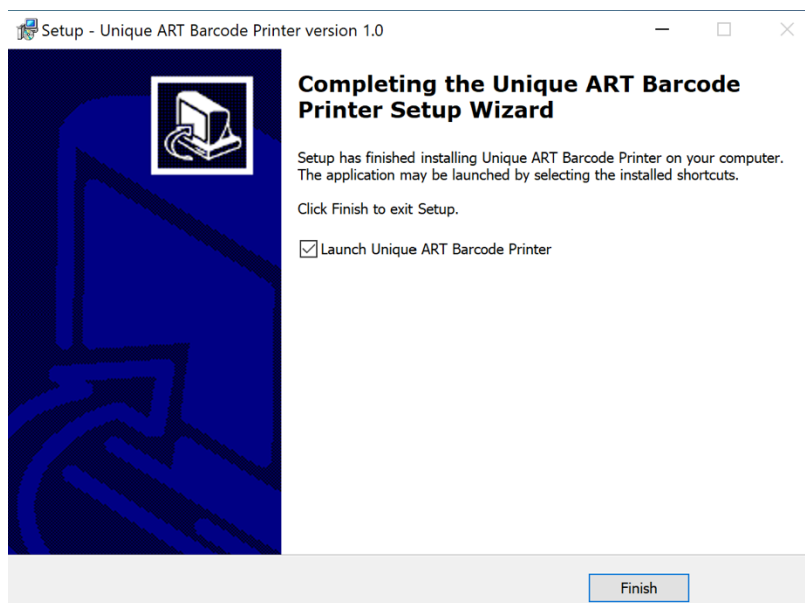 Setup - Unique ART Barcode Printer version 1.0
Completing the Unique ART Barcode
Printer Setup Wizard
Setup has finished installing Unique ART Barcode Printer on your computer.
The application may be launched by selecting the installed shortcuts.
Click Finish to exit Setup.
Launch Unique ART Barcode Printer
Finish